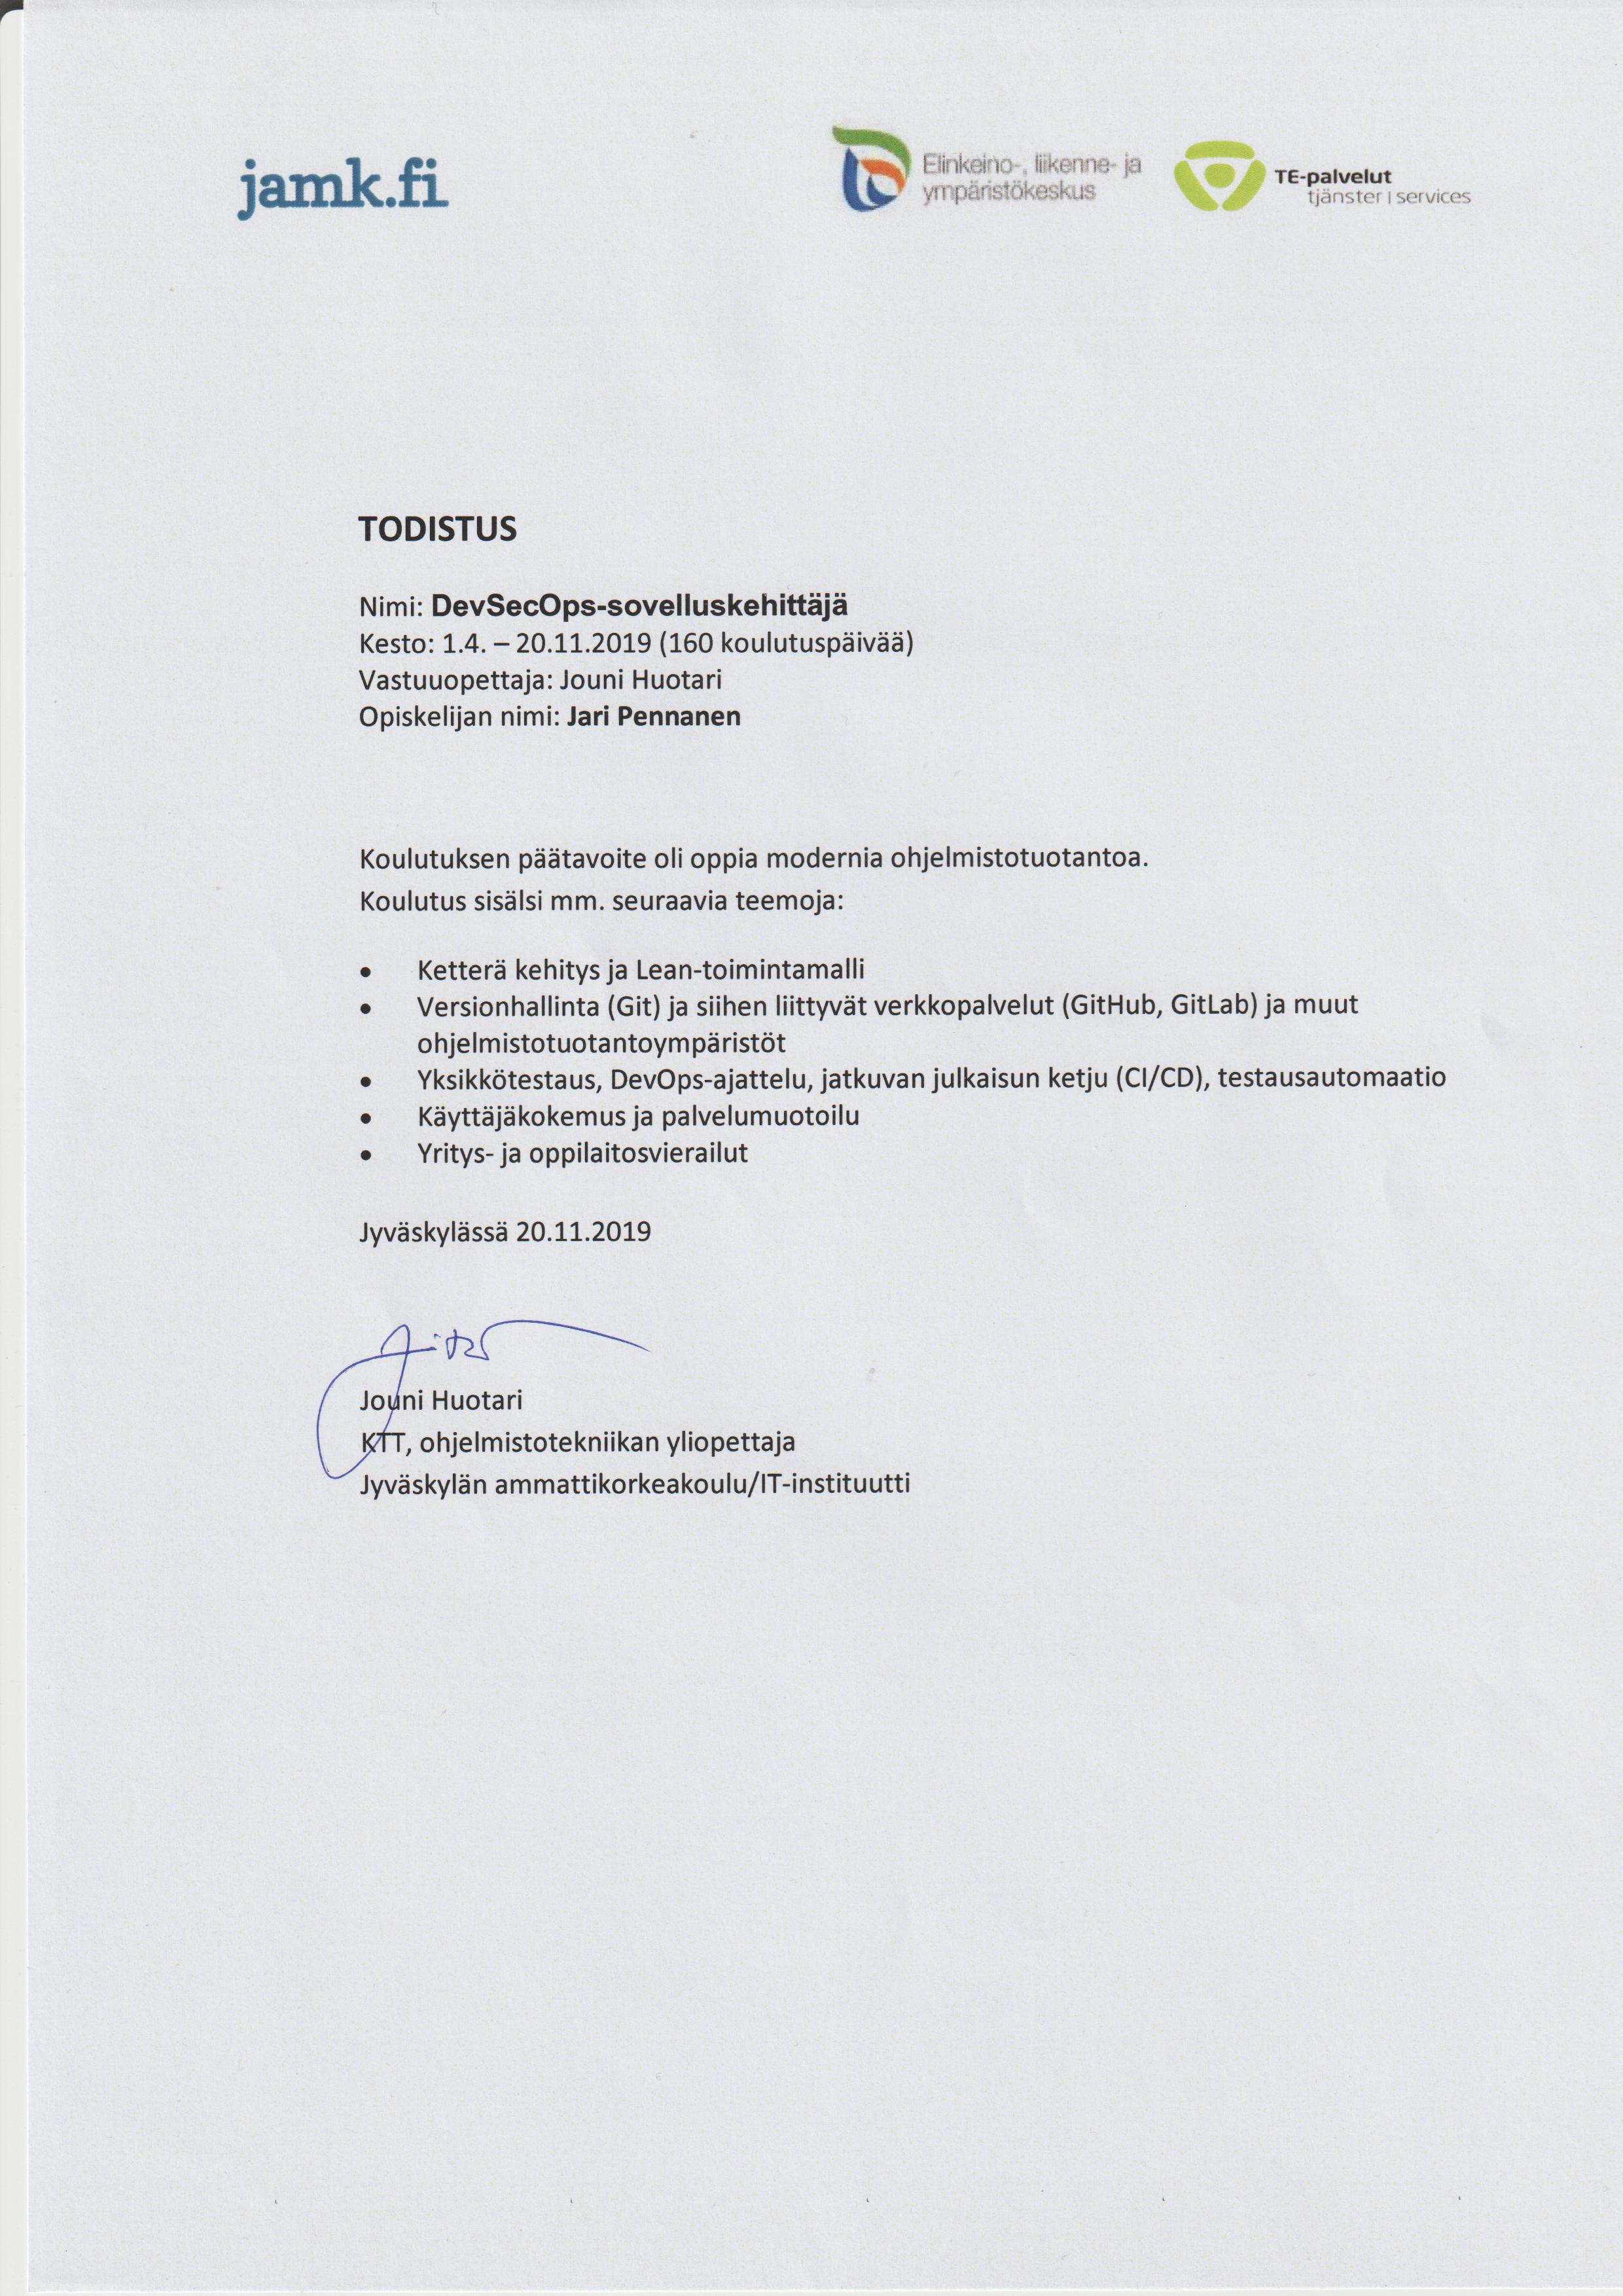 jamk.fi
Elinkeino-, liikenne- ja
ympäristökeskus
TE-palvelut
tjänster | services
TODISTUS
Nimi: DevSecOps-sovelluskehittäjä
Kesto: 1.4. – 20.11.2019 (160 koulutuspäivää)
Vastuuopettaja: Jouni Huotari
Opiskelijan nimi: Jari Pennanen
Koulutuksen päätavoite oli oppia modernia ohjelmistotuotantoa.
Koulutus sisälsi mm. seuraavia teemoja:
• Ketterä kehitys ja Lean-toimintamalli
• Versionhallinta (Git) ja siihen liittyvät verkkopalvelut (GitHub, GitLab) ja muut
ohjelmistotuotantoympäristöt
• Yksikkötestaus, DevOps-ajattelu, jatkuvan julkaisun ketju (CI/CD), testausautomaatio
• Käyttäjäkokemus ja palvelumuotoilu
• Yritys- ja oppilaitosvierailut
Jyväskylässä 20.11.2019
Jouni Huotari
KTT, ohjelmistotekniikan yliopettaja
Jyväskylän ammattikorkeakoulu/IT-instituutti